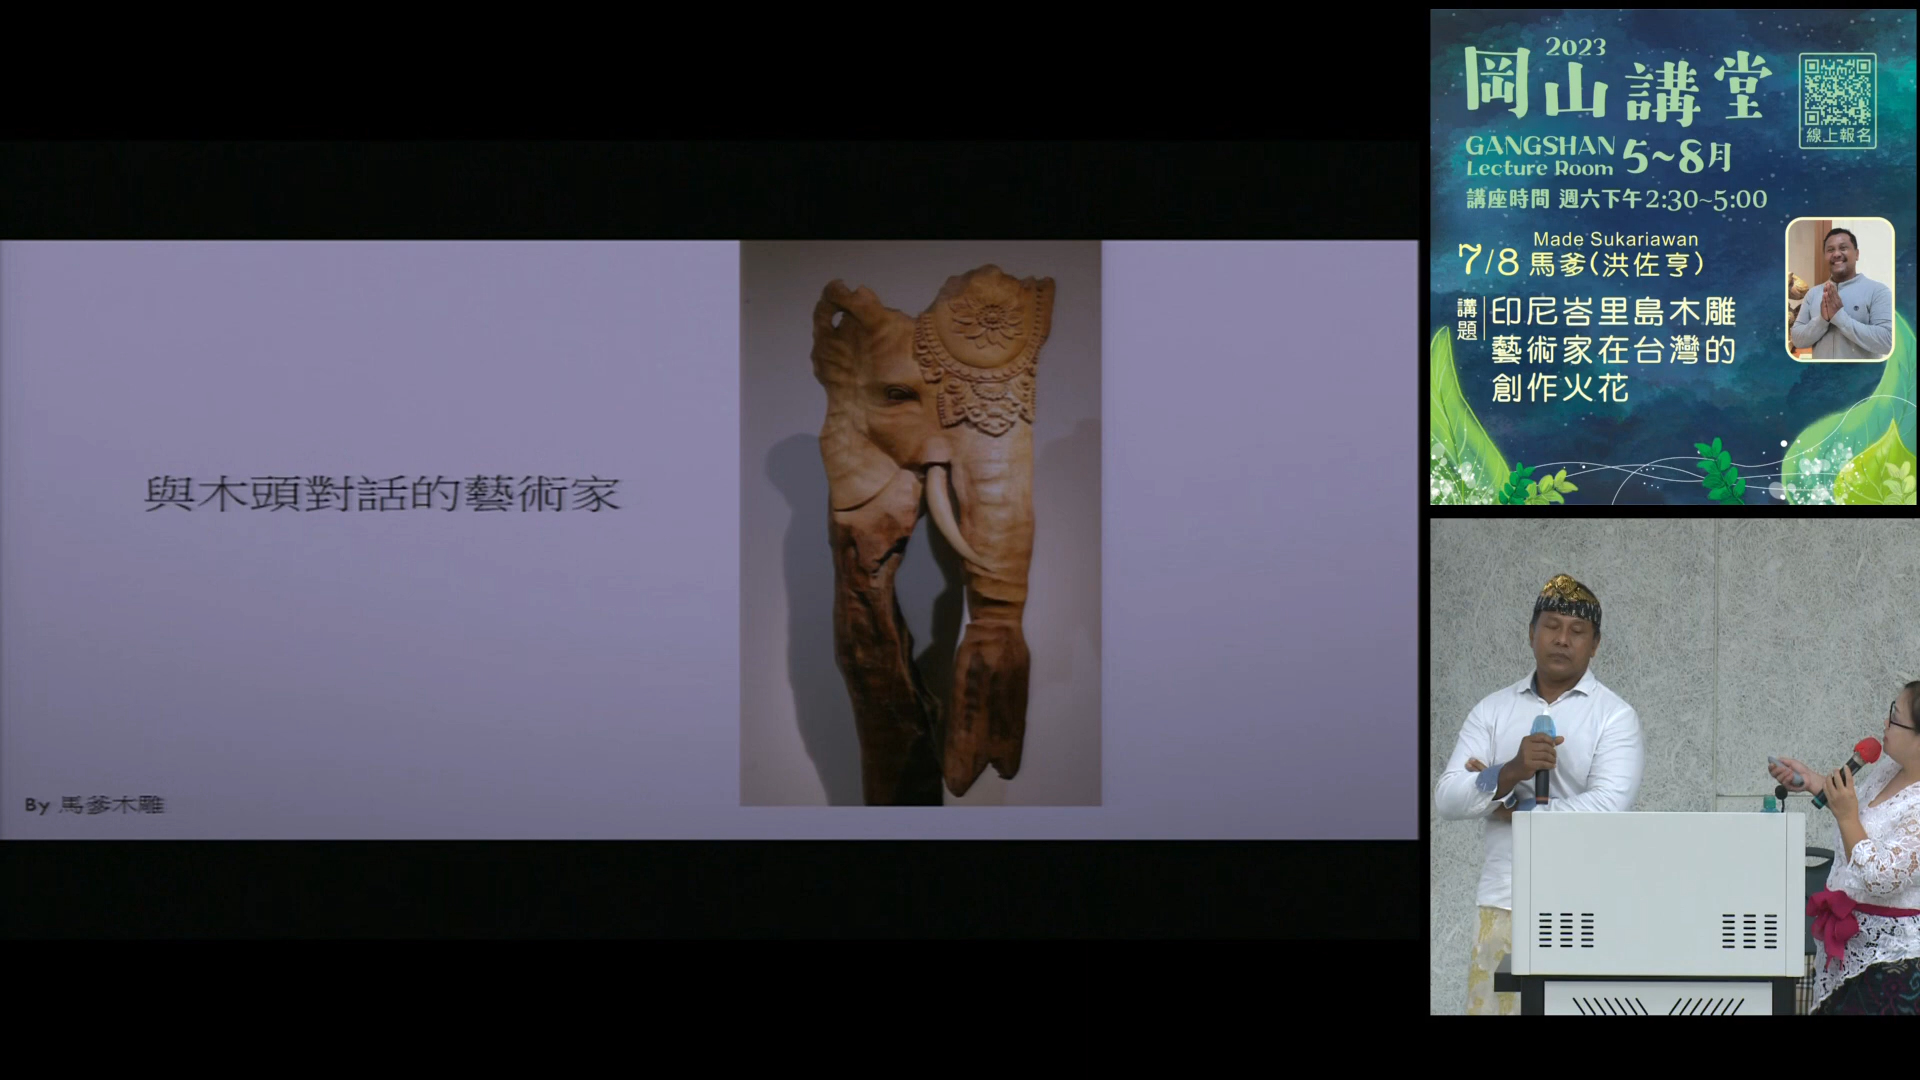 與木頭對話的藝術家
By 馬爹木雕
2023
岡山講堂
線上報名
GANGSHAN
Lecture Room
5~8月
講座時間 週六下午2:30~5:00
Made Sukariawan
7/8 馬爹(洪佐亨)
講題
印尼峇里島木雕
藝術家在台灣的
創作火花